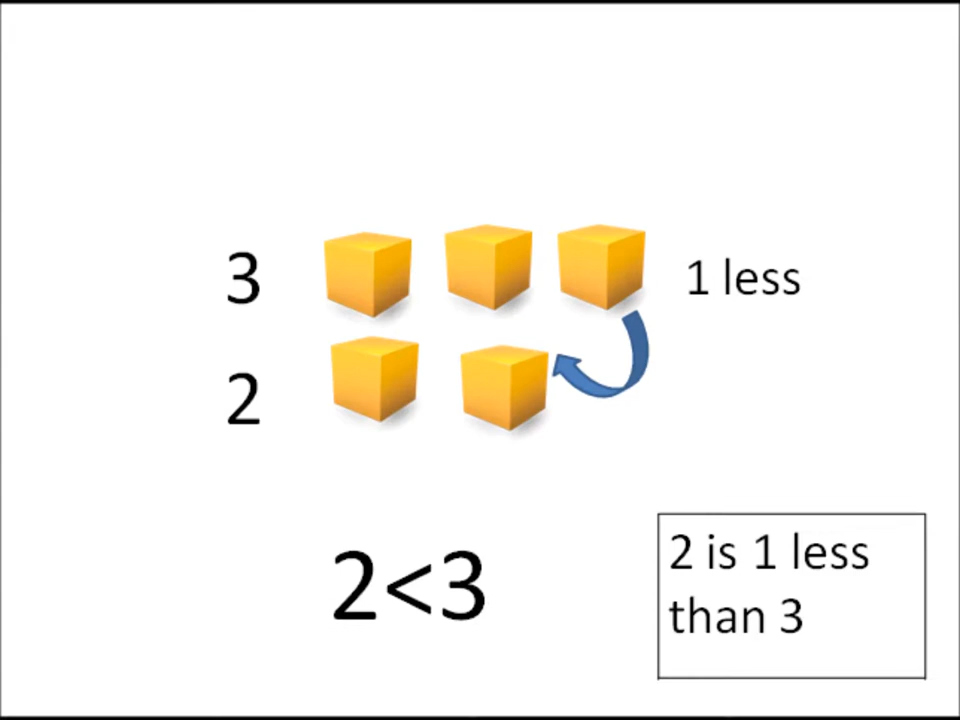 3
1 less
2
2<3
2 is 1 less
than 3